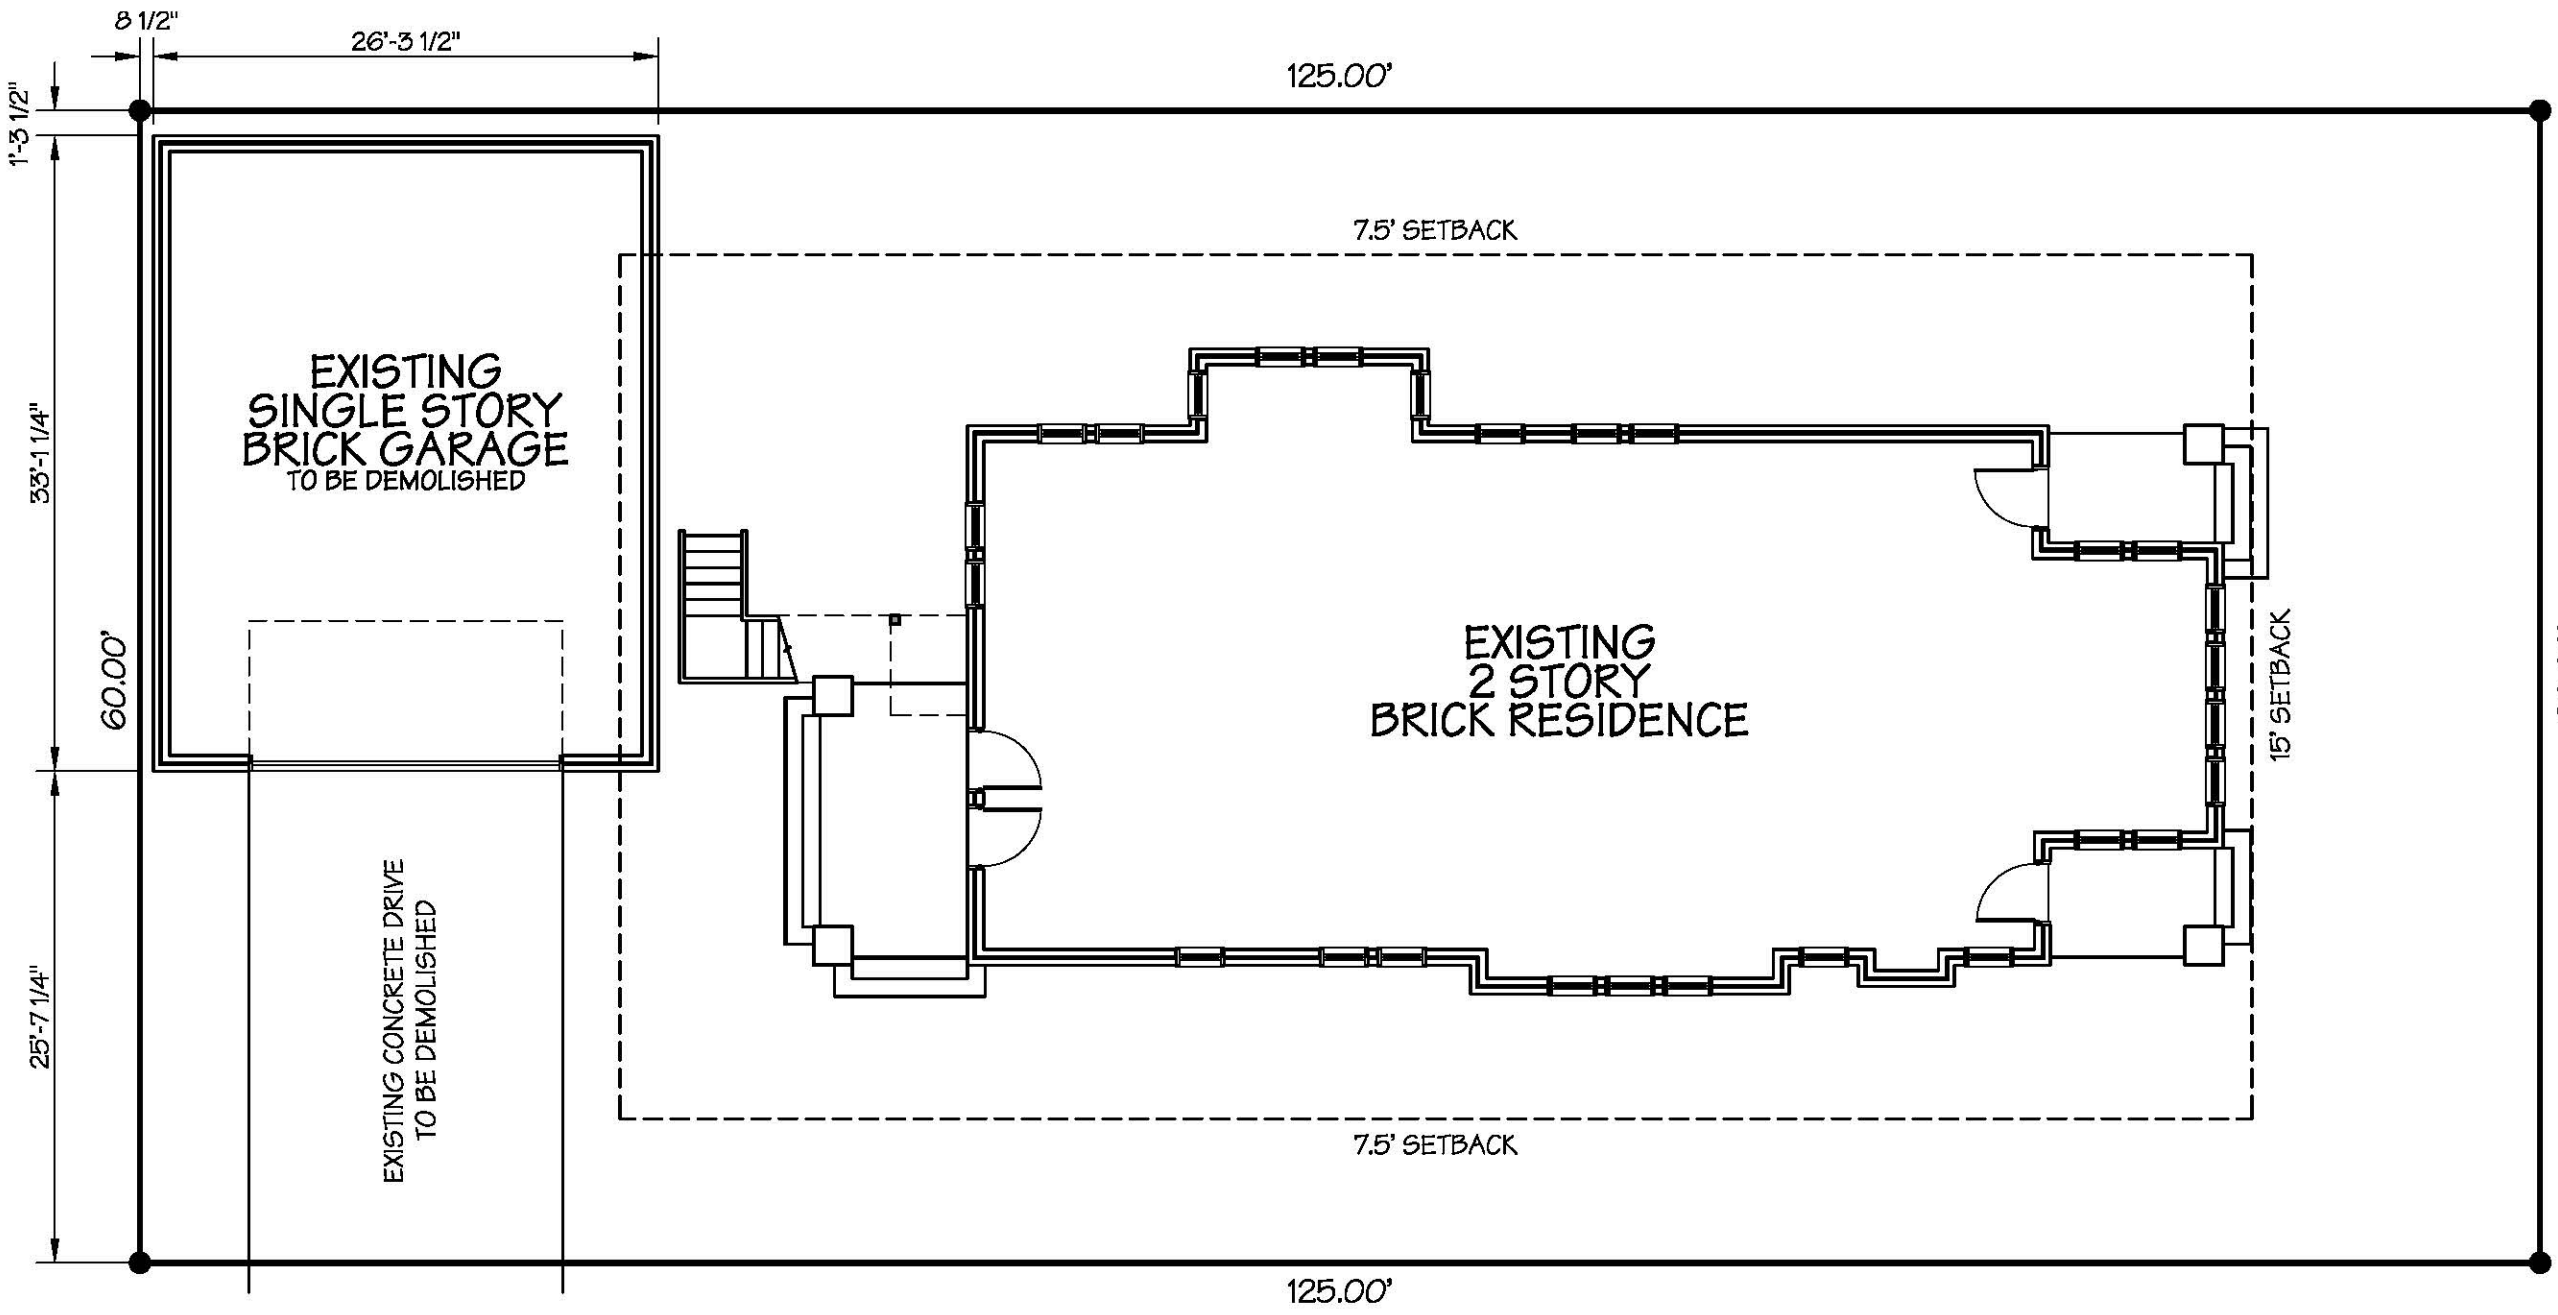 8 1/2"
26'-3 1/2"
125.00'
1'-3 1/2"
7.5' SETBACK
EXISTING
SINGLE STORY
BRICK GARAGE
TO BE DEMOLISHED
33'-1 1/4"
60.00'
EXISTING
2 STORY
BRICK RESIDENCE
15' SETBACK
EXISTING CONCRETE DRIVE
TO BE DEMOLISHED
25'-7 1/4"
7.5' SETBACK
125.00'